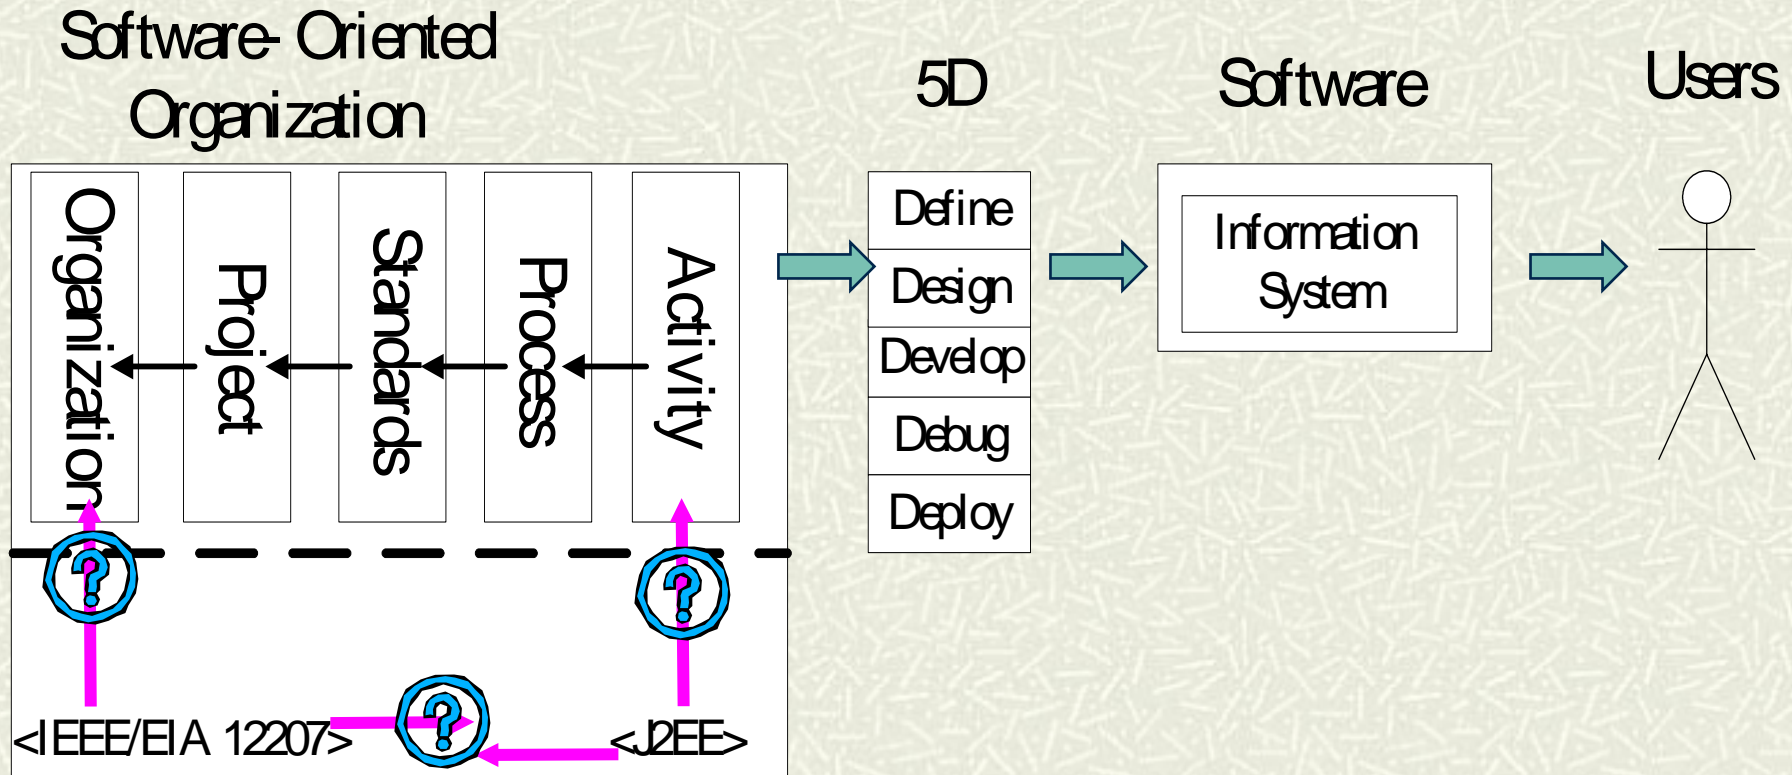 Software- Oriented
Organization
5D
Software
Users
Organization
Project
Standards
Process
Activity
Define
Design
Develop
Debug
Deploy
Information
System
?
?
?
<IEEE/EIA 12207>
<J2EE>